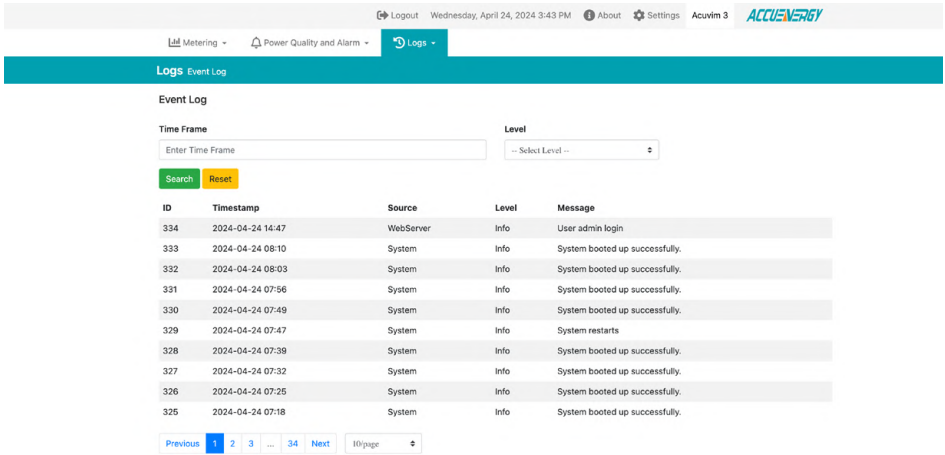 Logout Wednesday, April 24, 2024 3:43 PM About Settings Acuvim 3 ACCUENERGY
Metering Power Quality and Alarm Logs
Logs Event Log
Event Log
Time Frame Level
Enter Time Frame -- Select Level --
Search Reset
ID Timestamp Source Level Message
334 2024-04-24 14:47 WebServer Info User admin login
333 2024-04-24 08:10 System Info System booted up successfully.
332 2024-04-24 08:03 System Info System booted up successfully.
331 2024-04-24 07:56 System Info System booted up successfully.
330 2024-04-24 07:49 System Info System booted up successfully.
329 2024-04-24 07:47 System Info System restarts
328 2024-04-24 07:39 System Info System booted up successfully.
327 2024-04-24 07:32 System Info System booted up successfully.
326 2024-04-24 07:25 System Info System booted up successfully.
325 2024-04-24 07:18 System Info System booted up successfully.
Previous 1 2 3 ... 34 Next 10/page